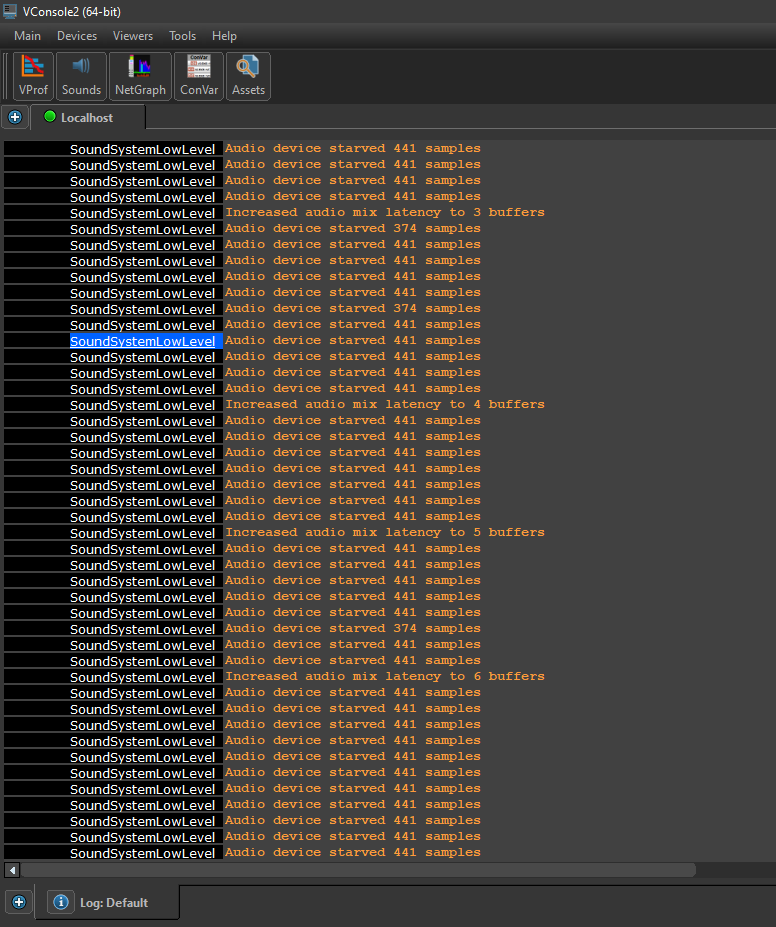 VConsole2 (64-bit)
Main Devices Viewers Tools Help
VProf Sounds NetGraph ConVar Assets
Localhost
SoundSystemLowLevel Audio device starved 441 samples
SoundSystemLowLevel Audio device starved 441 samples
SoundSystemLowLevel Audio device starved 441 samples
SoundSystemLowLevel Audio device starved 441 samples
SoundSystemLowLevel Increased audio mix latency to 3 buffers
SoundSystemLowLevel Audio device starved 374 samples
SoundSystemLowLevel Audio device starved 441 samples
SoundSystemLowLevel Audio device starved 441 samples
SoundSystemLowLevel Audio device starved 441 samples
SoundSystemLowLevel Audio device starved 441 samples
SoundSystemLowLevel Audio device starved 374 samples
SoundSystemLowLevel Audio device starved 441 samples
SoundSystemLowLevel Audio device starved 441 samples
SoundSystemLowLevel Audio device starved 441 samples
SoundSystemLowLevel Audio device starved 441 samples
SoundSystemLowLevel Audio device starved 441 samples
SoundSystemLowLevel Increased audio mix latency to 4 buffers
SoundSystemLowLevel Audio device starved 441 samples
SoundSystemLowLevel Audio device starved 441 samples
SoundSystemLowLevel Audio device starved 441 samples
SoundSystemLowLevel Audio device starved 441 samples
SoundSystemLowLevel Audio device starved 441 samples
SoundSystemLowLevel Audio device starved 441 samples
SoundSystemLowLevel Audio device starved 441 samples
SoundSystemLowLevel Increased audio mix latency to 5 buffers
SoundSystemLowLevel Audio device starved 441 samples
SoundSystemLowLevel Audio device starved 441 samples
SoundSystemLowLevel Audio device starved 441 samples
SoundSystemLowLevel Audio device starved 441 samples
SoundSystemLowLevel Audio device starved 441 samples
SoundSystemLowLevel Audio device starved 374 samples
SoundSystemLowLevel Audio device starved 441 samples
SoundSystemLowLevel Audio device starved 441 samples
SoundSystemLowLevel Increased audio mix latency to 6 buffers
SoundSystemLowLevel Audio device starved 441 samples
SoundSystemLowLevel Audio device starved 441 samples
SoundSystemLowLevel Audio device starved 441 samples
SoundSystemLowLevel Audio device starved 441 samples
SoundSystemLowLevel Audio device starved 441 samples
SoundSystemLowLevel Audio device starved 441 samples
SoundSystemLowLevel Audio device starved 441 samples
SoundSystemLowLevel Audio device starved 441 samples
SoundSystemLowLevel Audio device starved 441 samples
SoundSystemLowLevel Audio device starved 441 samples
SoundSystemLowLevel Audio device starved 441 samples
Log: Default